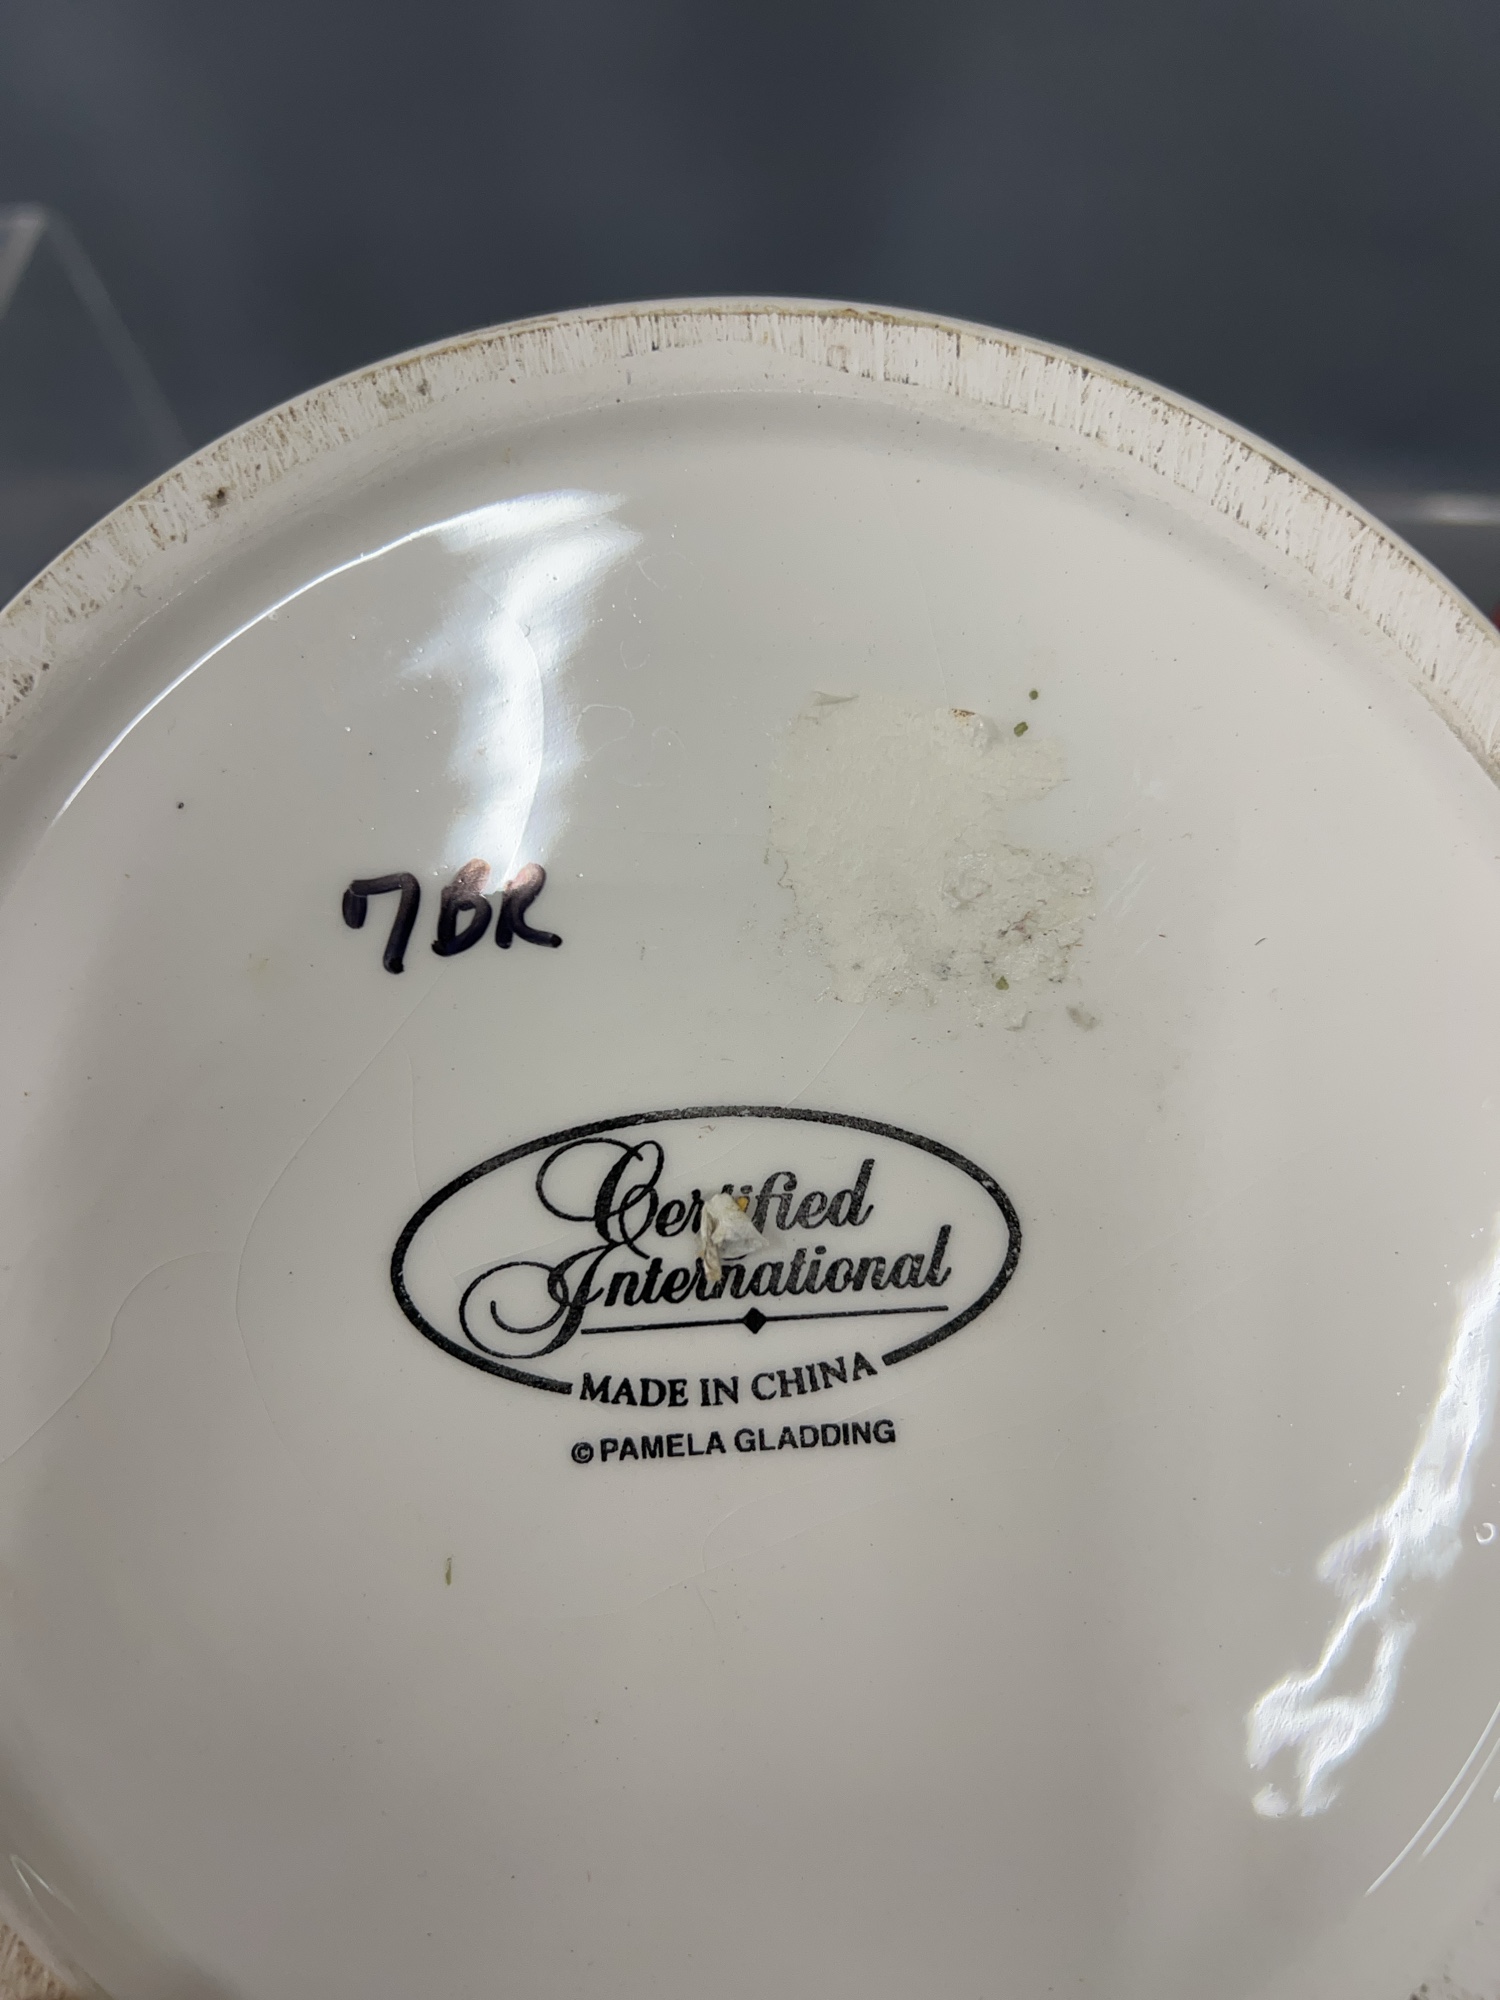 7BR
Certified
International
MADE IN CHINA
© PAMELA GLADDING